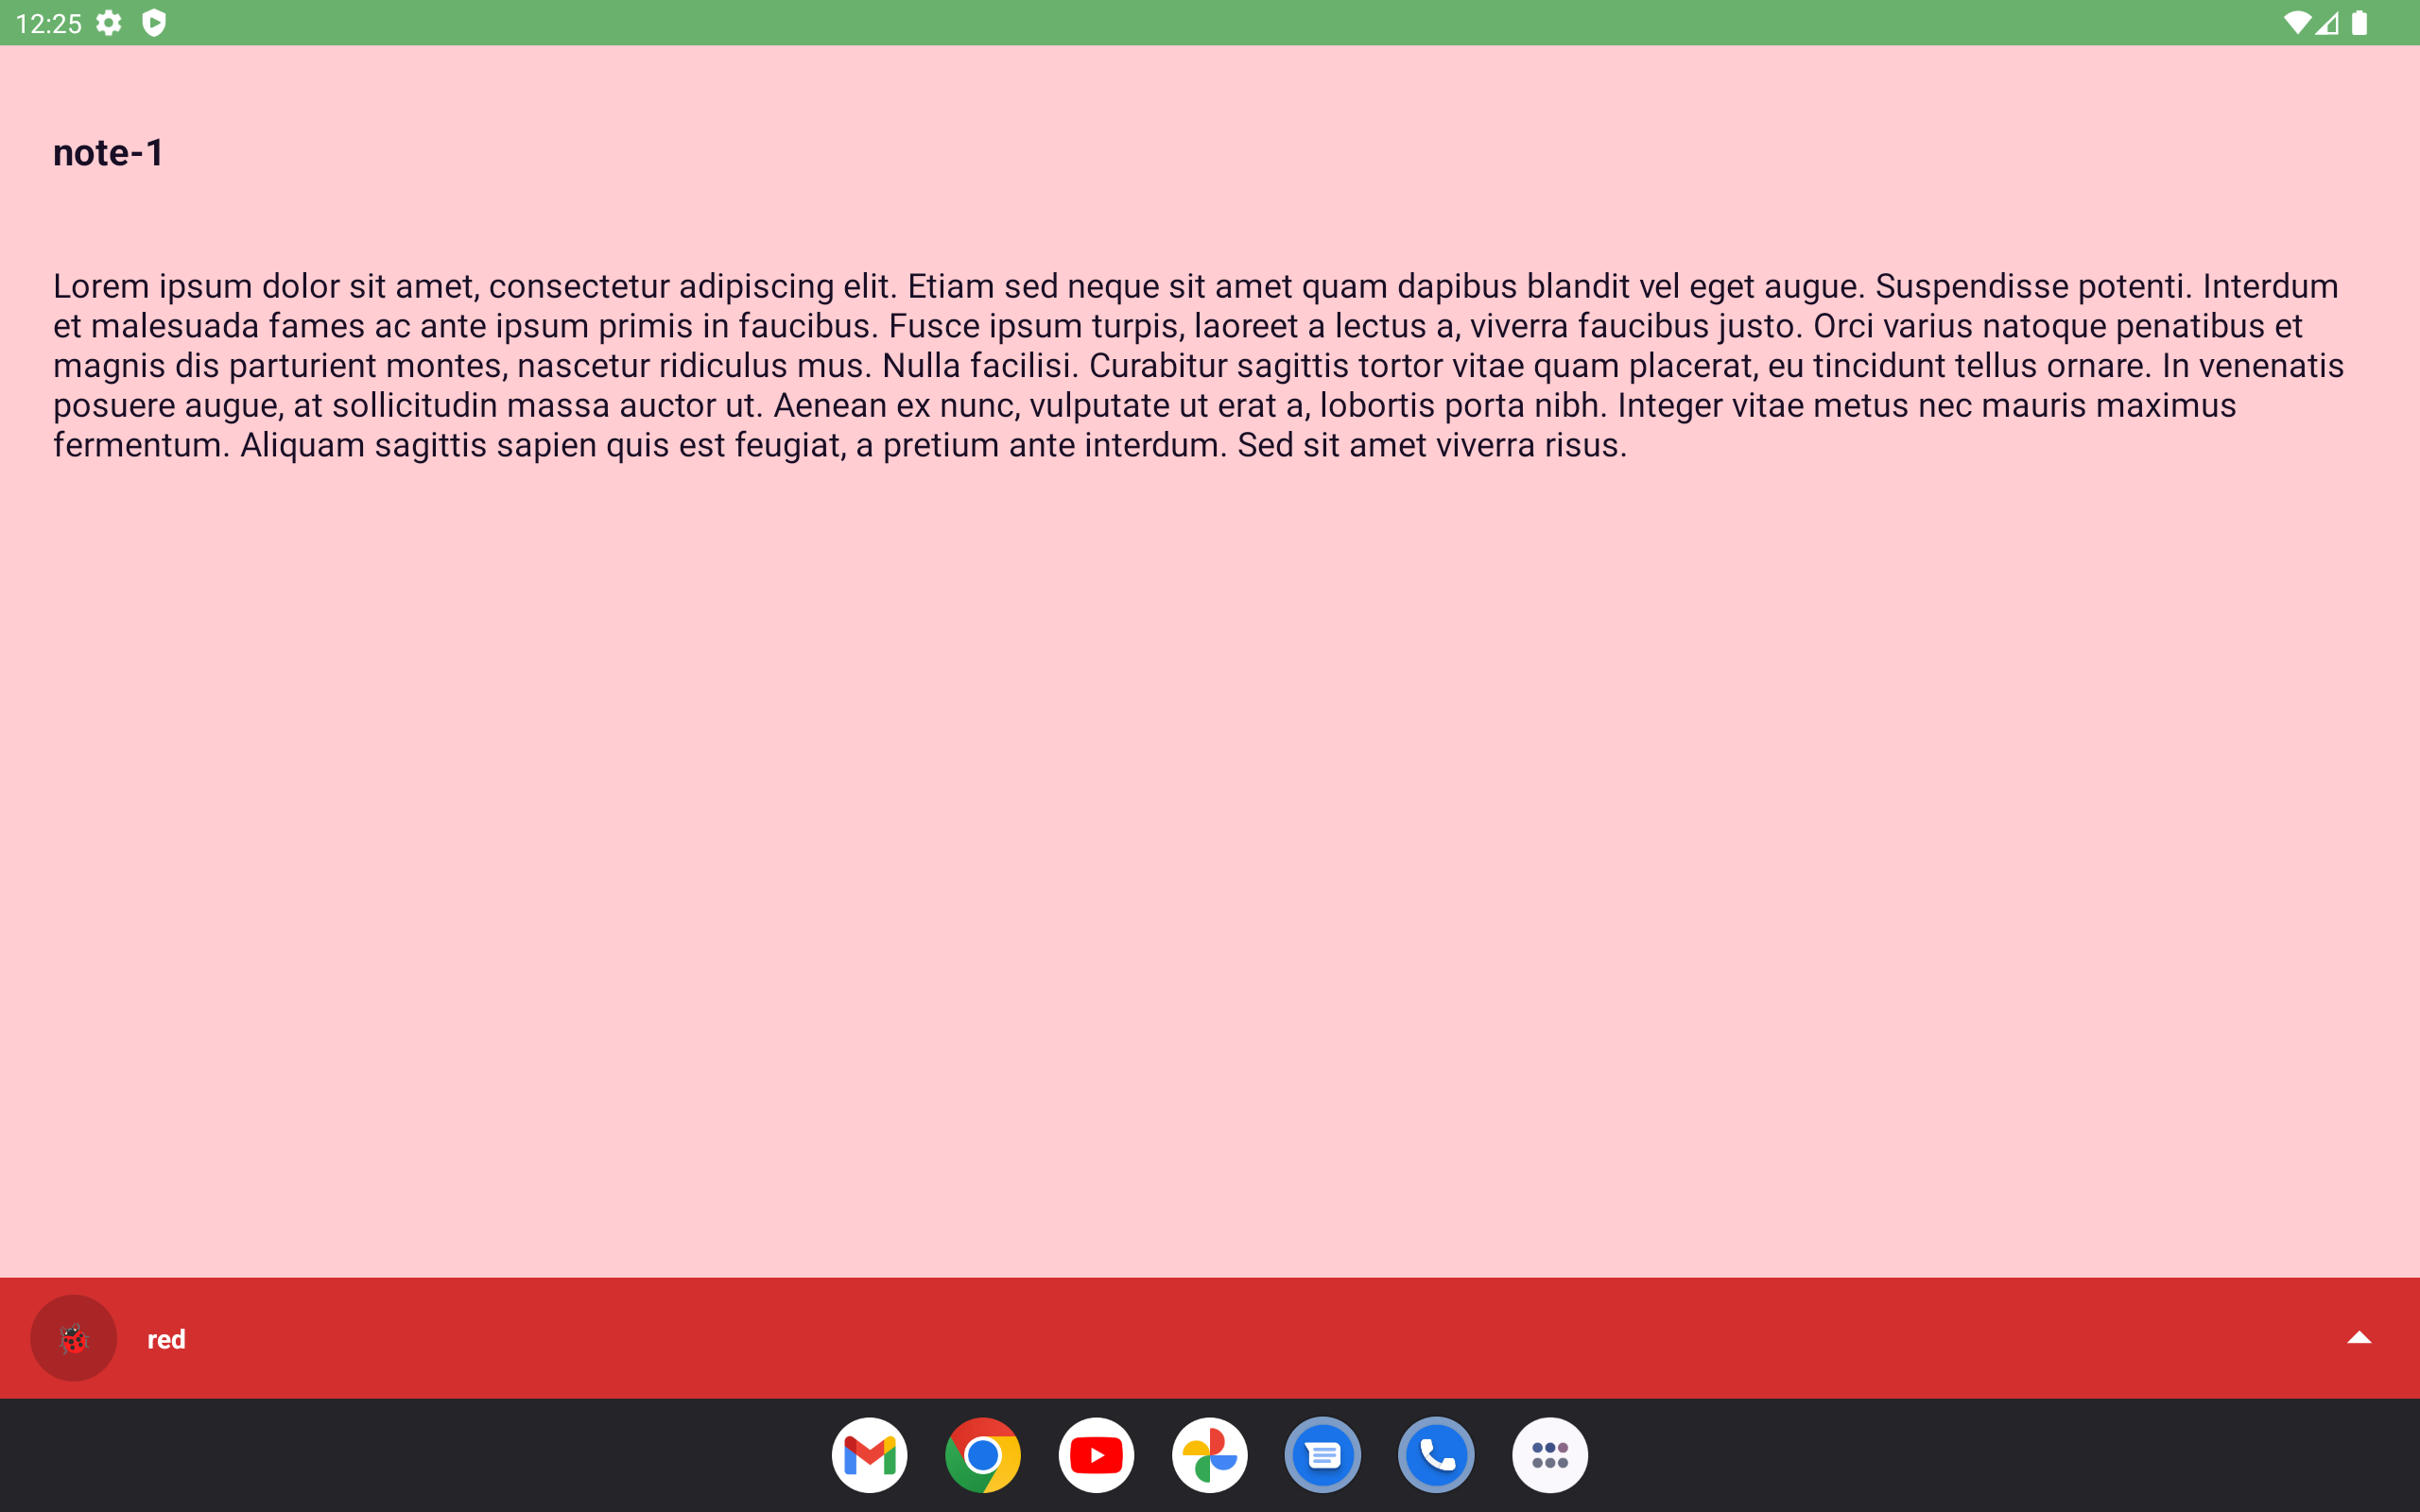 12:25
note-1
Lorem ipsum dolor sit amet, consectetur adipiscing elit. Etiam sed neque sit amet quam dapibus blandit vel eget augue. Suspendisse potenti. Interdum
et malesuada fames ac ante ipsum primis in faucibus. Fusce ipsum turpis, laoreet a lectus a, viverra faucibus justo. Orci varius natoque penatibus et
magnis dis parturient montes, nascetur ridiculus mus. Nulla facilisi. Curabitur sagittis tortor vitae quam placerat, eu tincidunt tellus ornare. In venenatis
posuere augue, at sollicitudin massa auctor ut. Aenean ex nunc, vulputate ut erat a, lobortis porta nibh. Integer vitae metus nec mauris maximus
fermentum. Aliquam sagittis sapien quis est feugiat, a pretium ante interdum. Sed sit amet viverra risus.
red